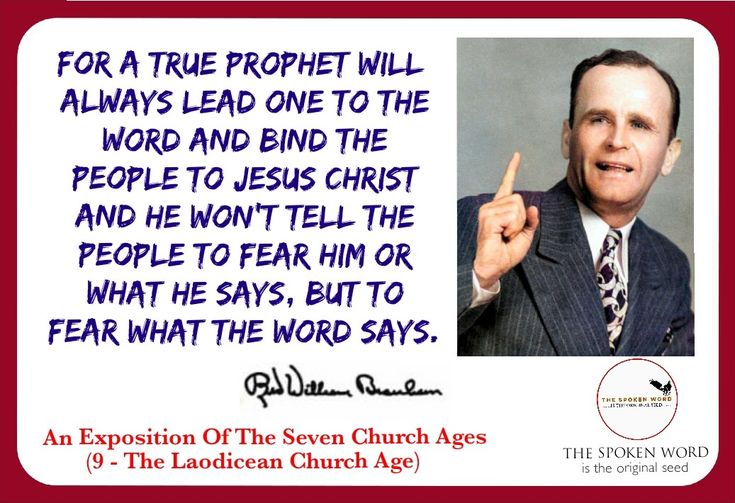 FOR A TRUE PROPHET WILL
ALWAYS LEAD ONE TO THE
WORD AND BIND THE
PEOPLE TO JESUS CHRIST
AND HE WON'T TELL THE
PEOPLE TO FEAR HIM OR
WHAT HE SAYS, BUT TO
FEAR WHAT THE WORD SAYS.
Rev William Branham
An Exposition Of The Seven Church Ages
(9 - The Laodicean Church Age)
THE SPOKEN WORD
THE SPOKEN WORD
is the original seed